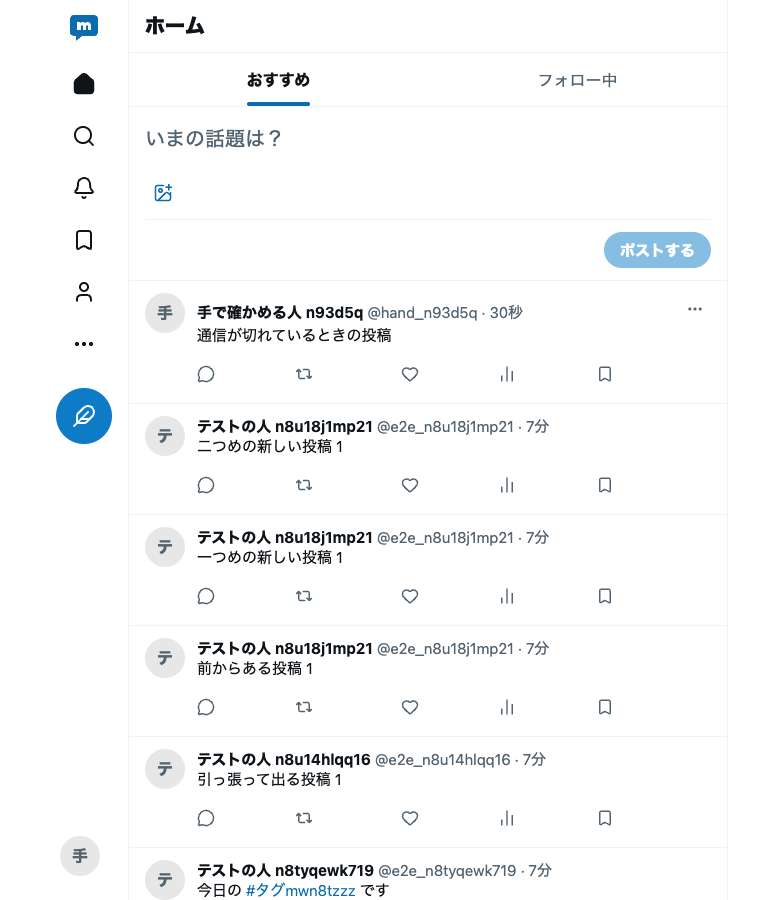 m
ホーム
おすすめ
フォロー中
いまの話題は？
ポストする
手
手で確かめる人 n93d5q @hand_n93d5q · 30秒
通信が切れているときの投稿
テ
テストの人 n8u18j1mp21 @e2e_n8u18j1mp21 · 7分
二つめの新しい投稿 1
テ
テストの人 n8u18j1mp21 @e2e_n8u18j1mp21 · 7分
一つめの新しい投稿 1
テ
テストの人 n8u18j1mp21 @e2e_n8u18j1mp21 · 7分
前からある投稿 1
テ
テストの人 n8u14hlqq16 @e2e_n8u14hlqq16 · 7分
引っ張って出る投稿 1
手
テ
テストの人 n8tyqewk719 @e2e_n8tyqewk719 · 7分
今日の #タグmwn8tzzz です